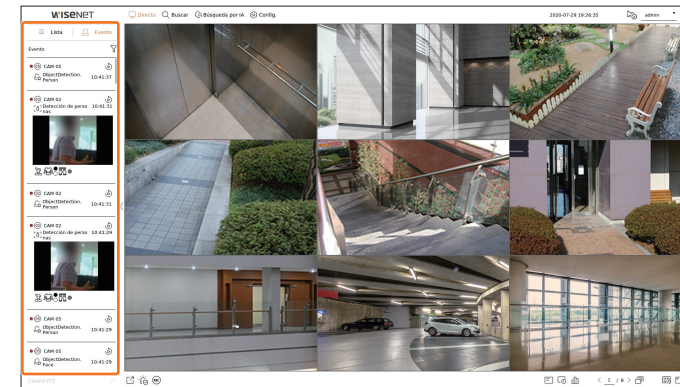 WISENET
Directo Buscar Búsqueda por IA Config. 2020-07-29 19:26:35 admin
Lista Evento
Evento
CAM 05
ObjectDetection. Person 10:41:37
CAM 02
Detección de perso nas 10:41:31
CAM 02
ObjectDetection. Person 10:41:31
CAM 02
Detección de perso nas 10:41:29
CAM 05
ObjectDetection. Person 10:41:29
CAM 05
ObjectDetection. Face 10:41:29
Control PTZ
1 / 8